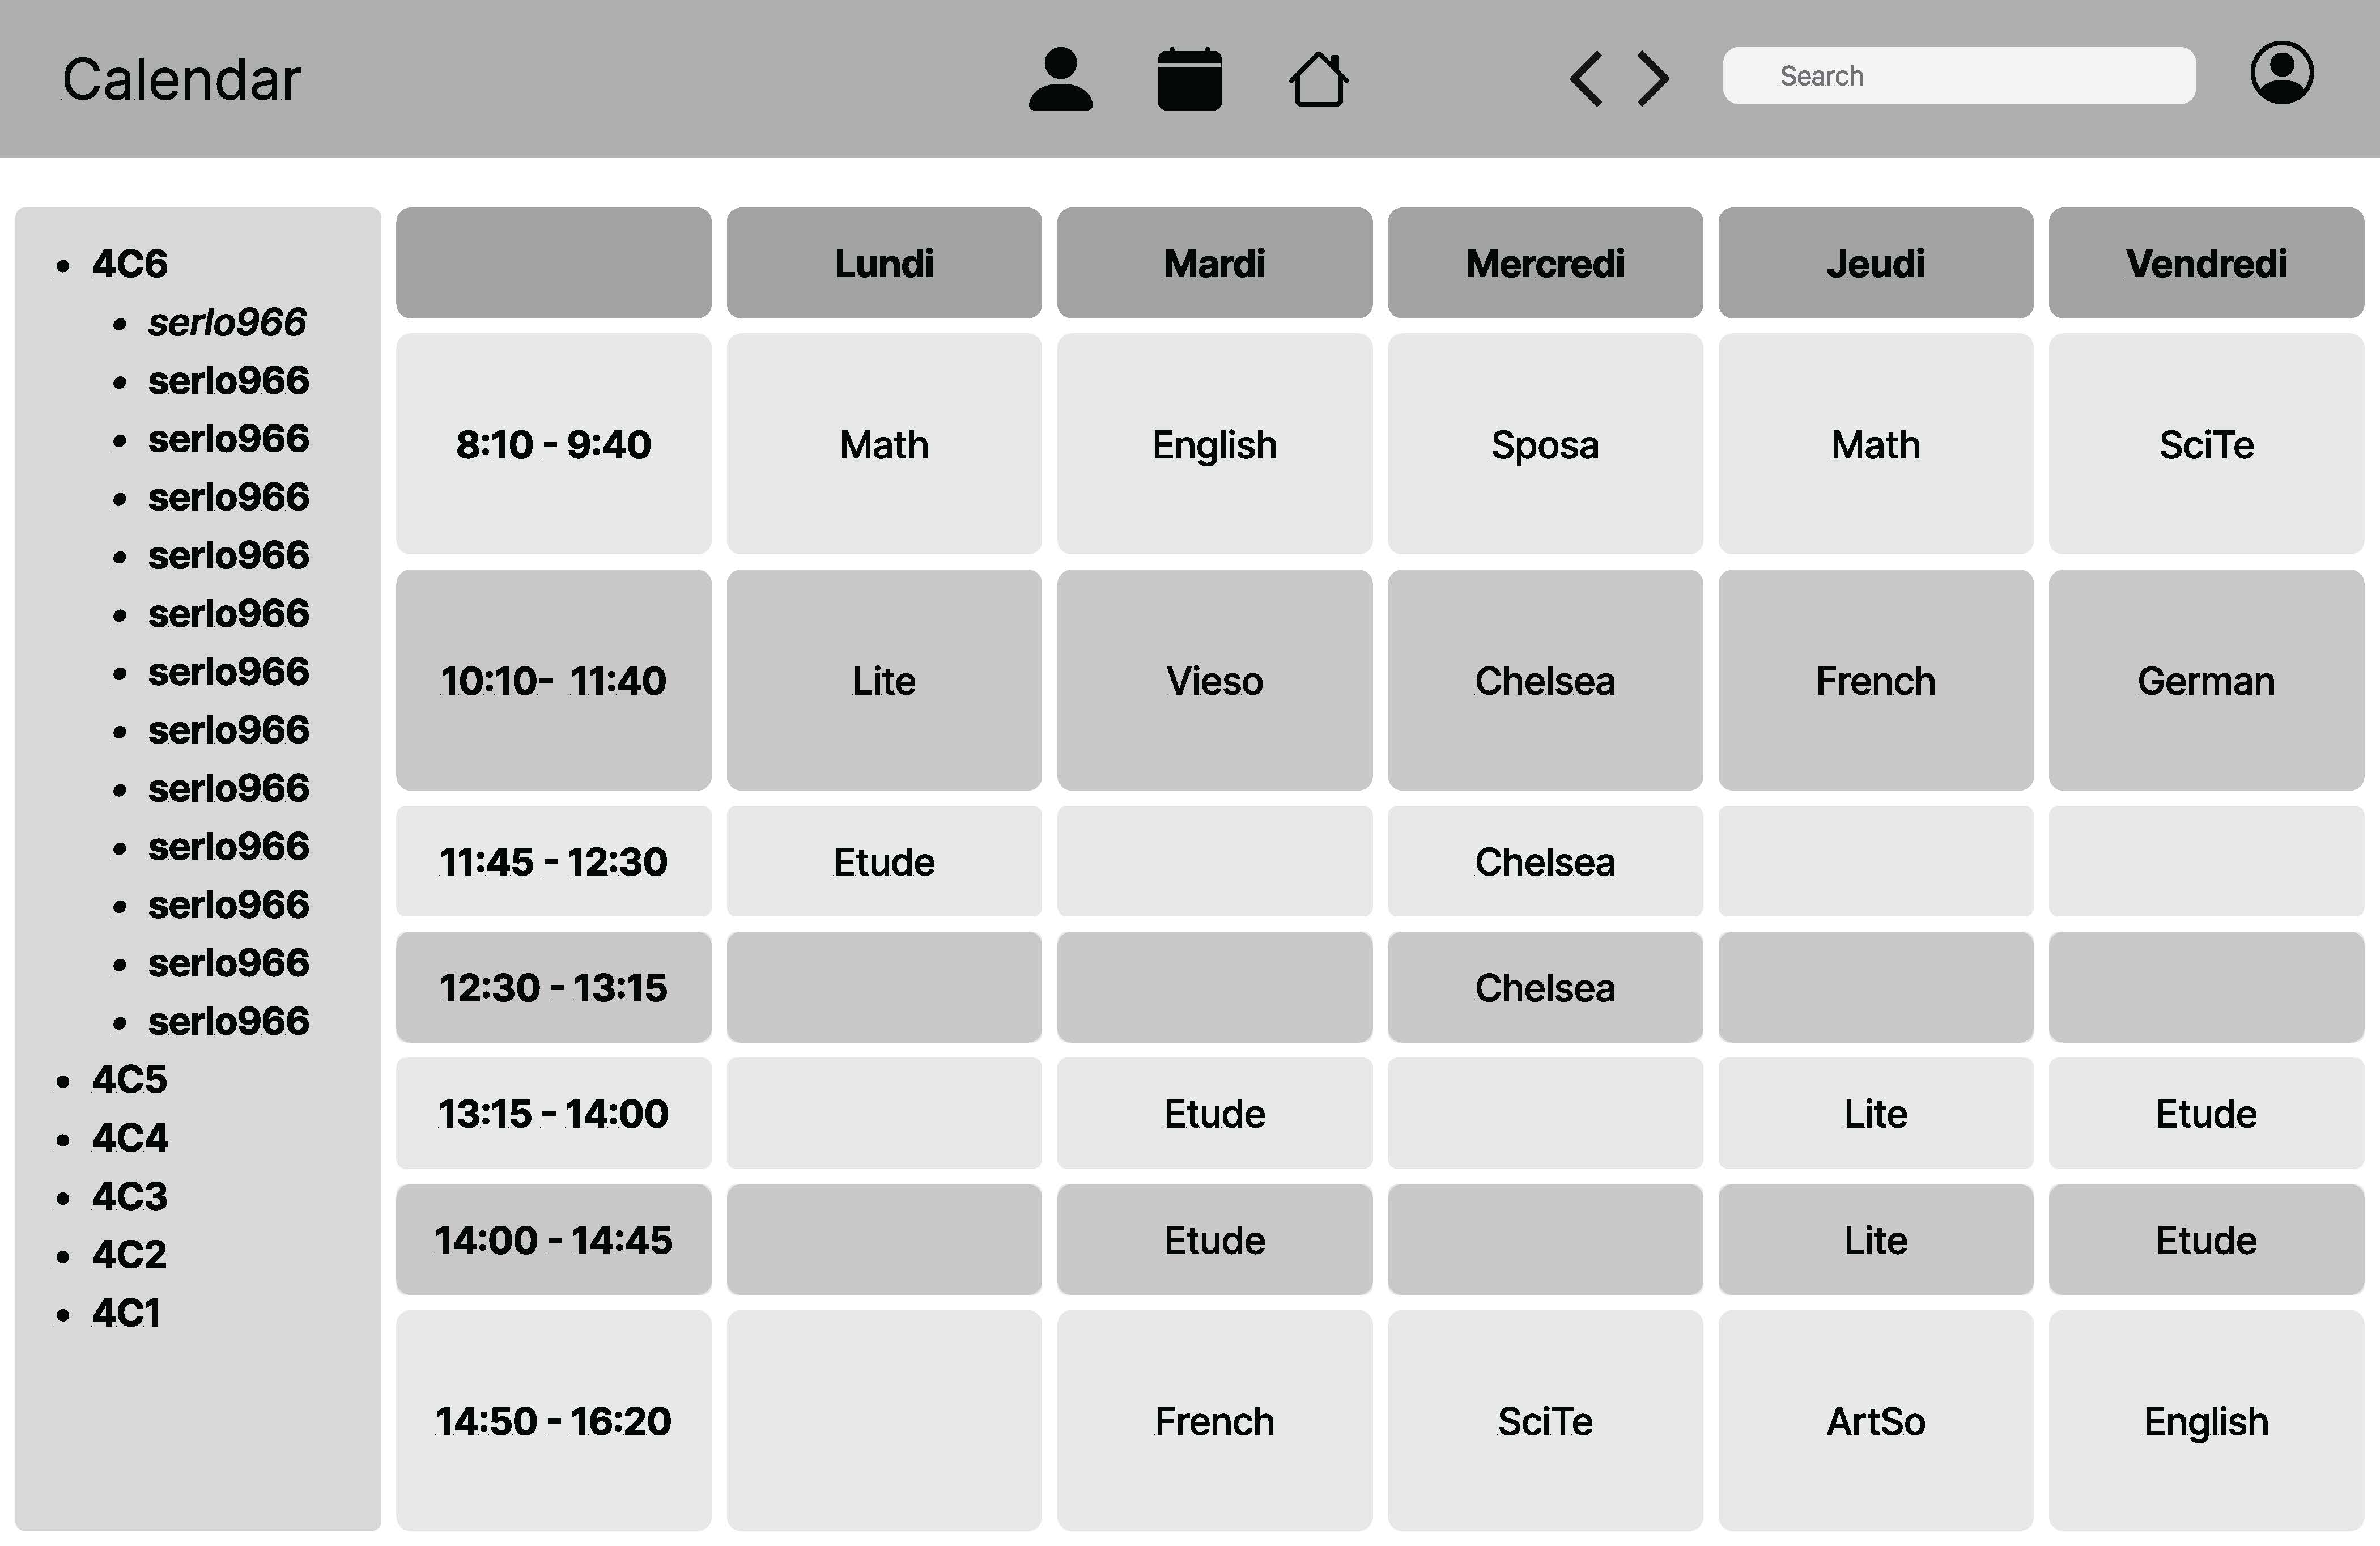 Calendar
Search
4C6
serlo966
serlo966
serlo966
serlo966
serlo966
serlo966
serlo966
serlo966
serlo966
serlo966
serlo966
serlo966
serlo966
4C5
4C4
4C3
4C2
4C1
Lundi Mardi Mercredi Jeudi Vendredi
8:10 - 9:40 Math English Sposa Math SciTe
10:10- 11:40 Lite Vieso Chelsea French German
11:45 - 12:30 Etude Chelsea
12:30 - 13:15 Chelsea
13:15 - 14:00 Etude Lite Etude
14:00 - 14:45 Etude Lite Etude
14:50 - 16:20 French SciTe ArtSo English